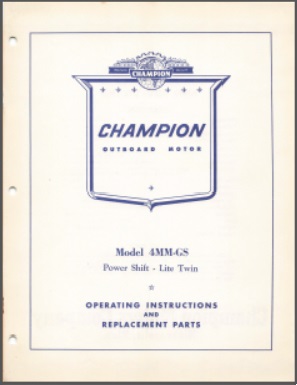 CHAMPION
CHAMPION
OUTBOARD MOTOR
Model 4MM-GS
Power Shift - Lite Twin
OPERATING INSTRUCTIONS
AND
REPLACEMENT PARTS